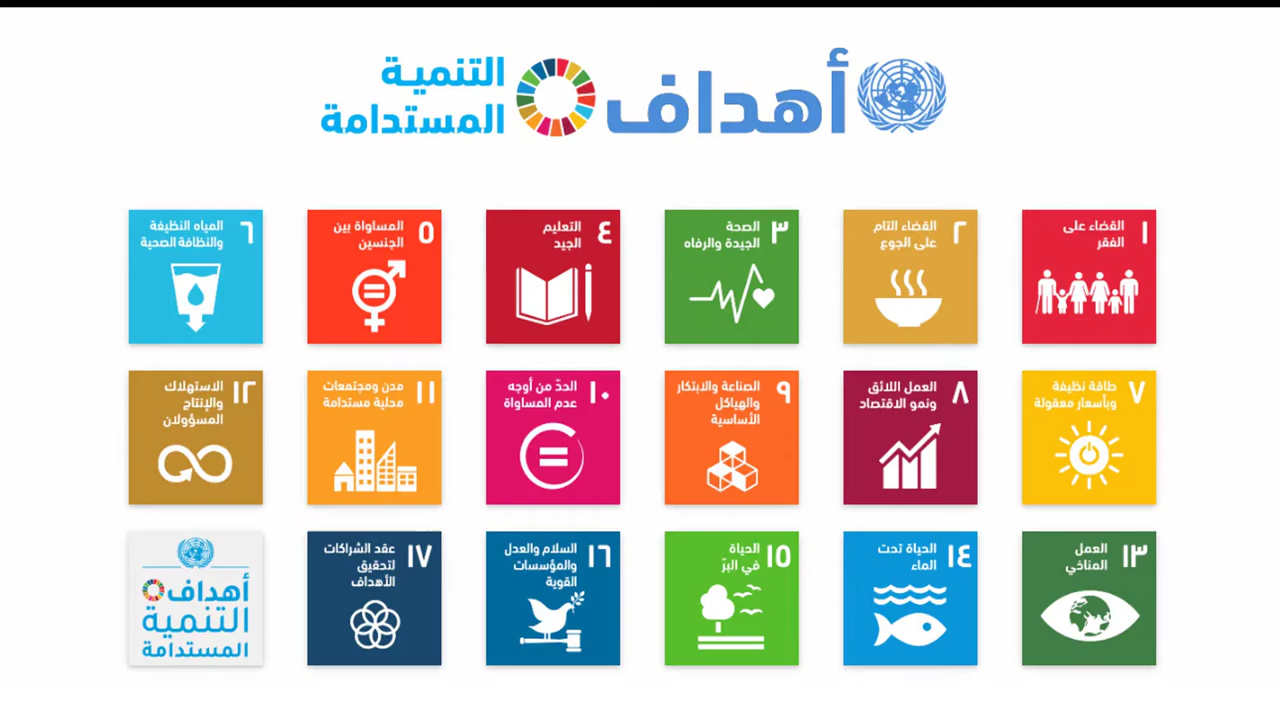 أهداف
التنمية
المستدامة
١
القضاء على
الفقر
٢
القضاء التام
على الجوع
٣
الصحة
الجيدة والرفاه
٤
التعليم
الجيد
٥
المساواة بين
الجنسين
٦
المياه النظيفة
والنظافة الصحية
٧
طاقة نظيفة
وبأسعار معقولة
٨
العمل اللائق
ونمو الاقتصاد
٩
الصناعة والابتكار
والهياكل
الأساسية
١٠
الحدّ من أوجه
عدم المساواة
١١
مدن ومجتمعات
محلية مستدامة
١٢
الاستهلاك
والإنتاج
المسؤولان
١٣
العمل
المناخي
١٤
الحياة تحت
الماء
١٥
الحياة
في البرّ
١٦
السلام والعدل
والمؤسسات
القوية
١٧
عقد الشراكات
لتحقيق
الأهداف
أهداف
التنمية
المستدامة